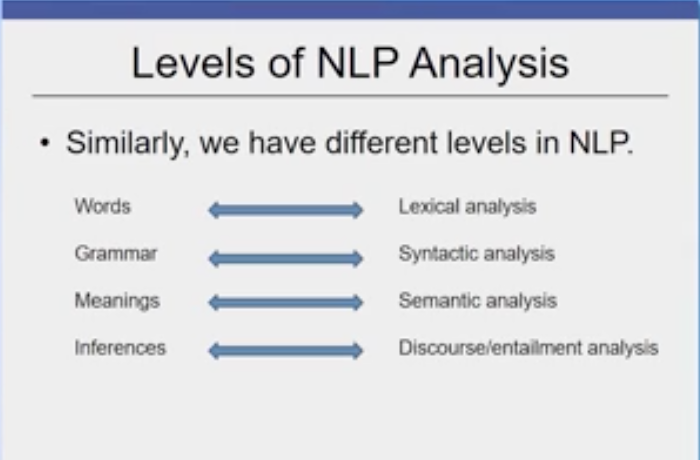 Levels of NLP Analysis
• Similarly, we have different levels in NLP.
Words Lexical analysis
Grammar Syntactic analysis
Meanings Semantic analysis
Inferences Discourse/entailment analysis